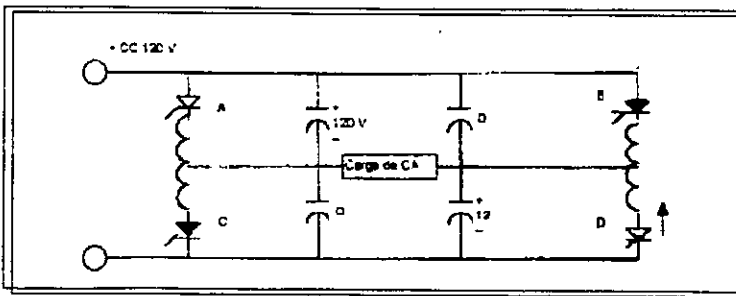 + CC 120 V
A
+
120 V
–
D
B
Carga de CA
C
O
+
12
–
D